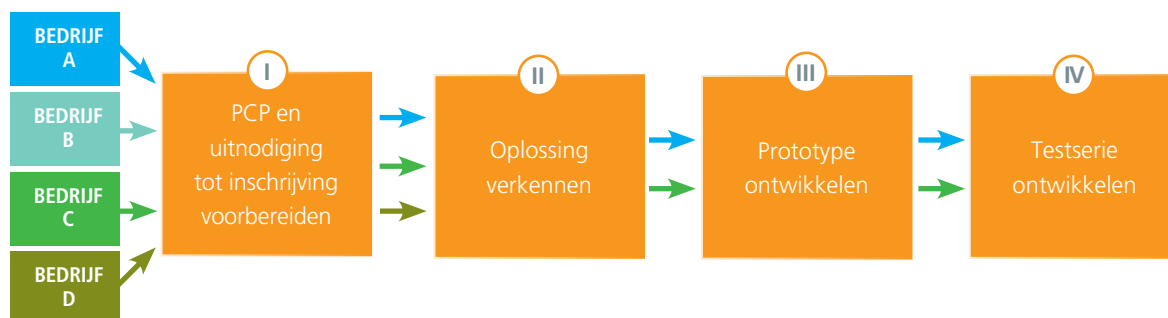 BEDRIJF
A
BEDRIJF
B
BEDRIJF
C
BEDRIJF
D
I
PCP en
uitnodiging
tot inschrijving
voorbereiden
II
Oplossing
verkennen
III
Prototype
ontwikkelen
IV
Testserie
ontwikkelen